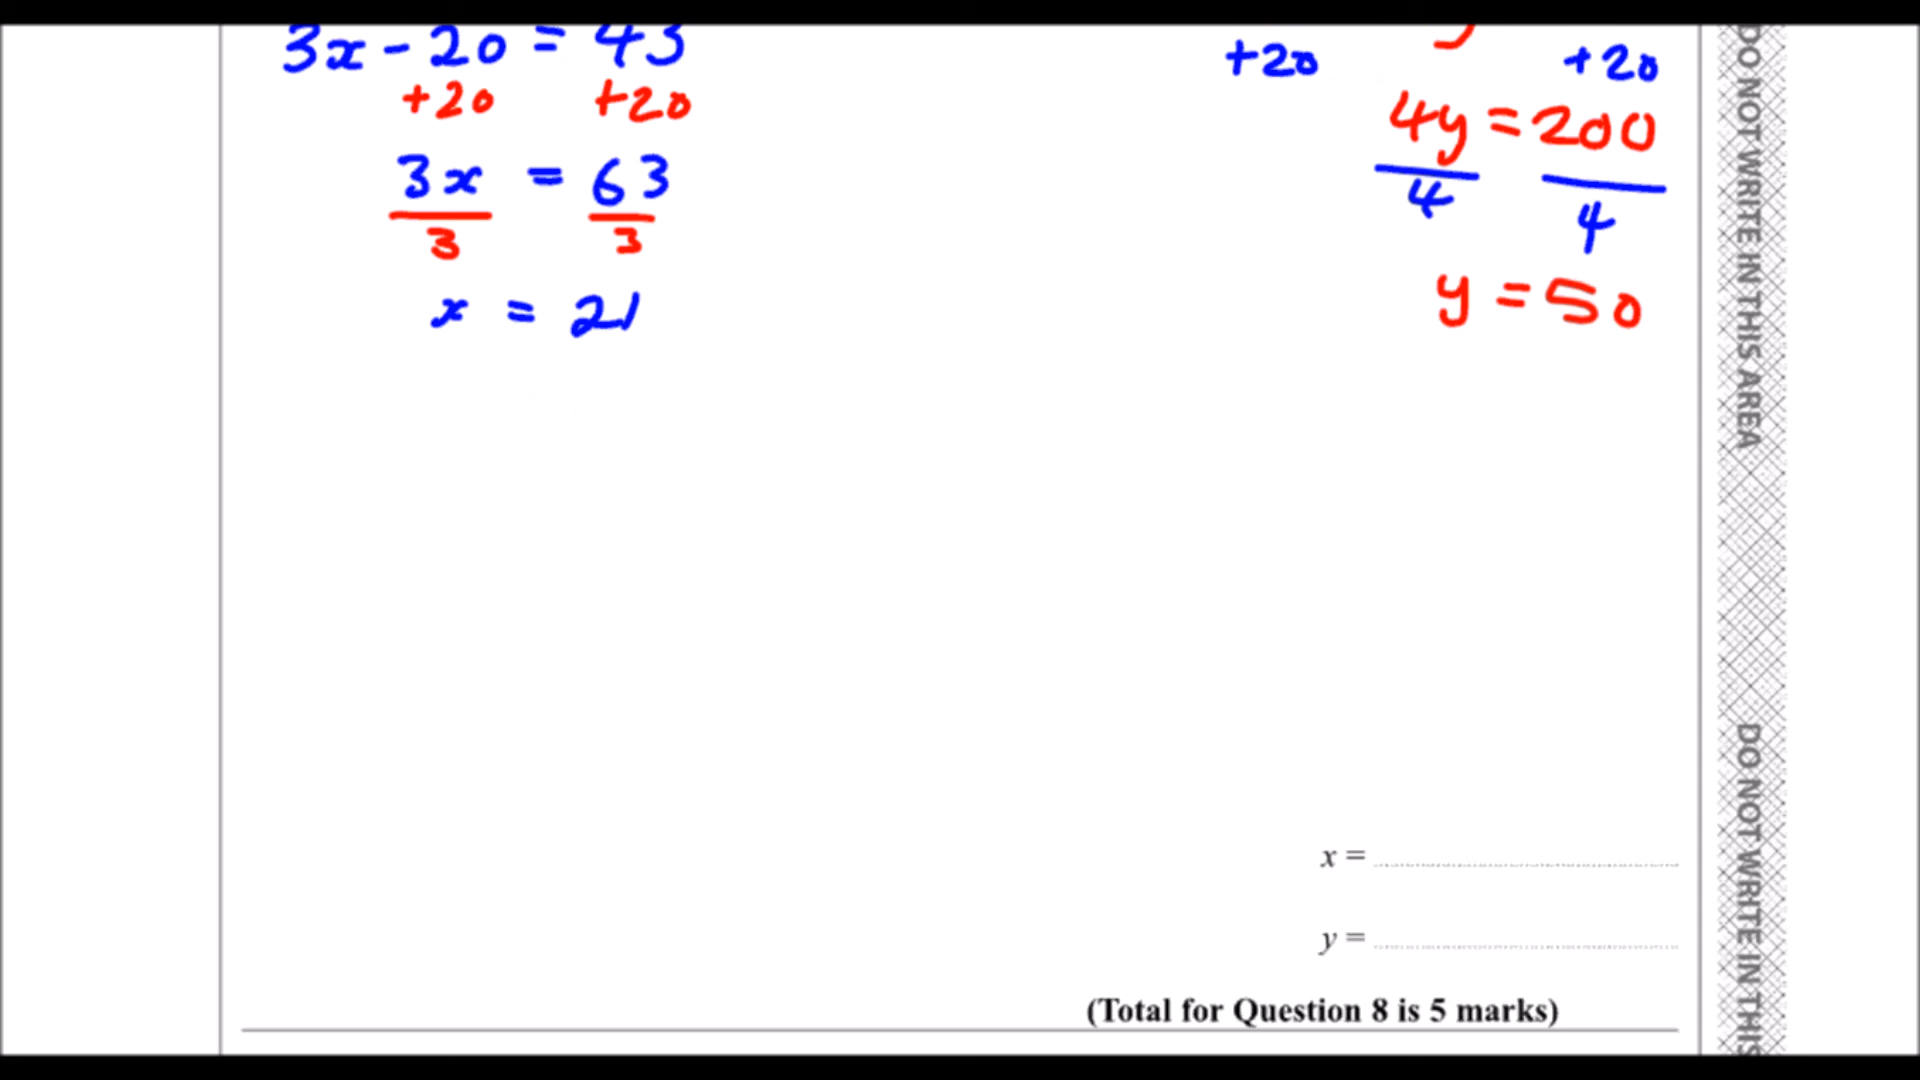 3x - 20 = 43
+20 +20
3x = 63
3 3
x = 21
+20 +20
4y = 200
4 4
y = 50
x =
y =
(Total for Question 8 is 5 marks)
DO NOT WRITE IN THIS AREA
DO NOT WRITE IN THIS